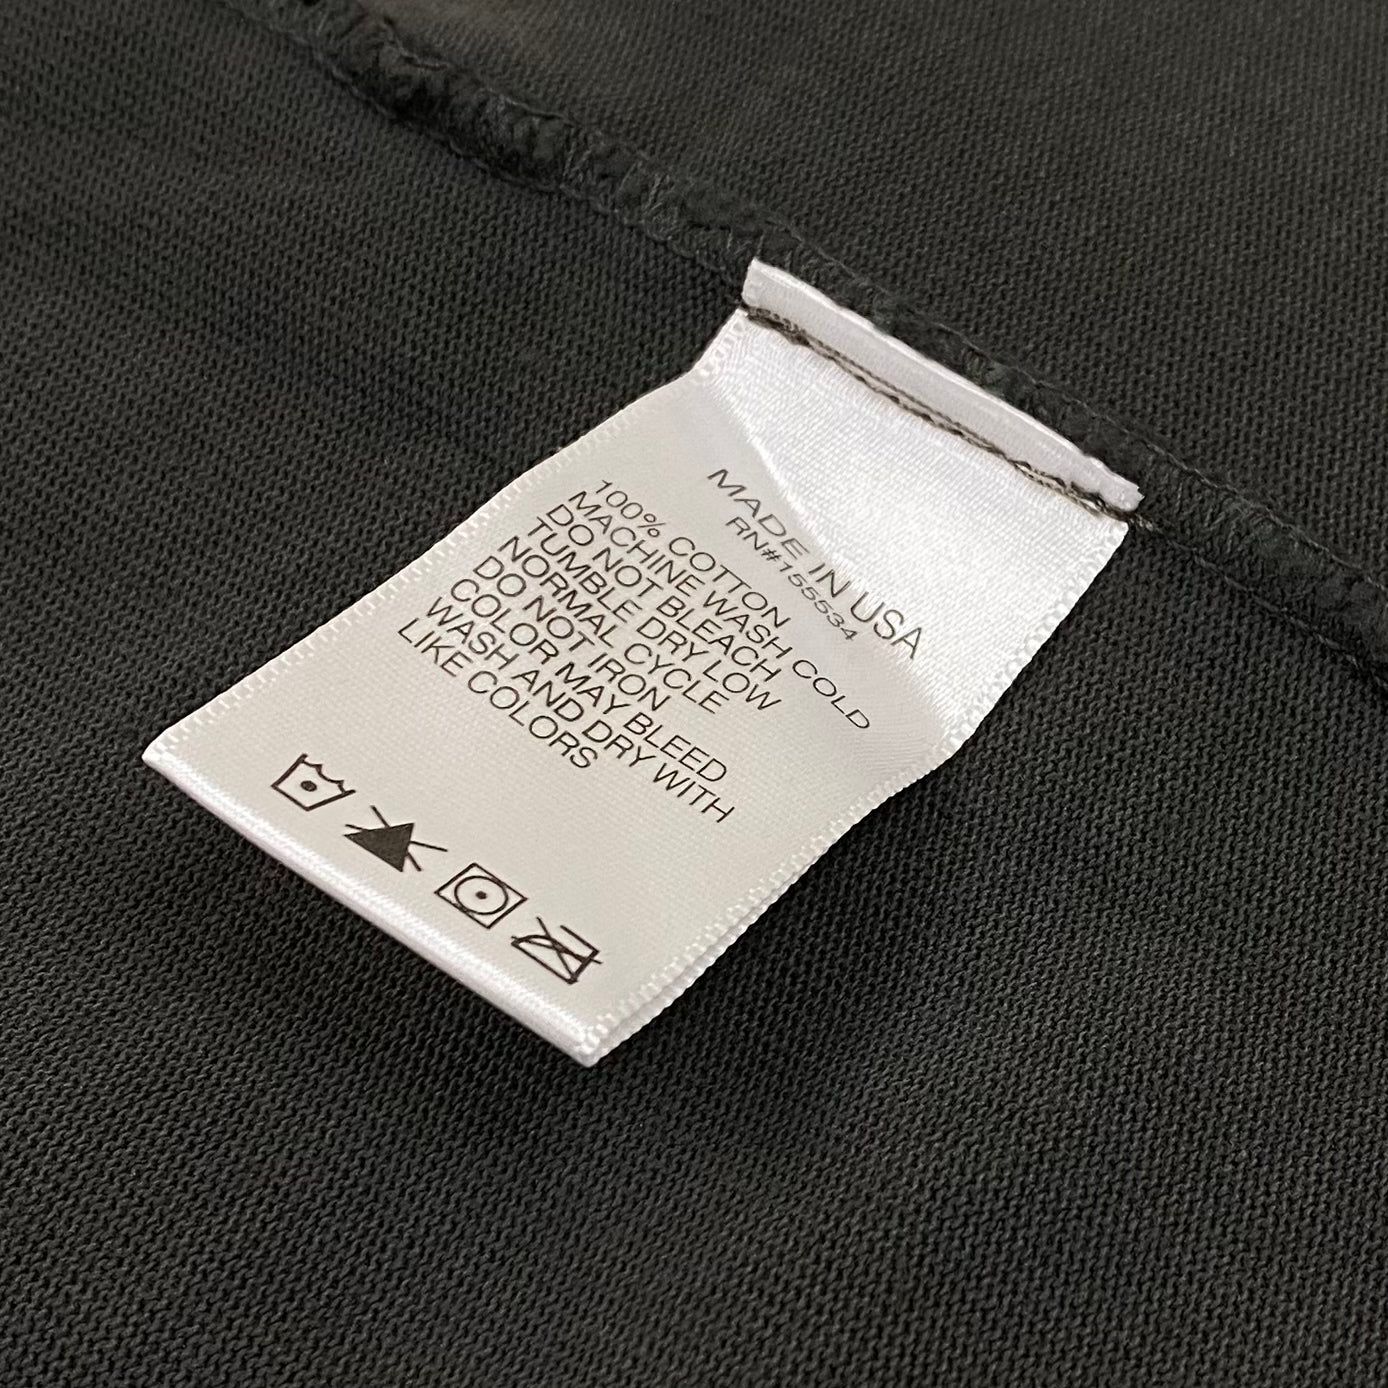 MADE IN USA
RN#155534
100% COTTON
MACHINE WASH COLD
DO NOT BLEACH
TUMBLE DRY LOW
NORMAL CYCLE
DO NOT IRON
COLOR MAY BLEED
WASH AND DRY WITH
LIKE COLORS